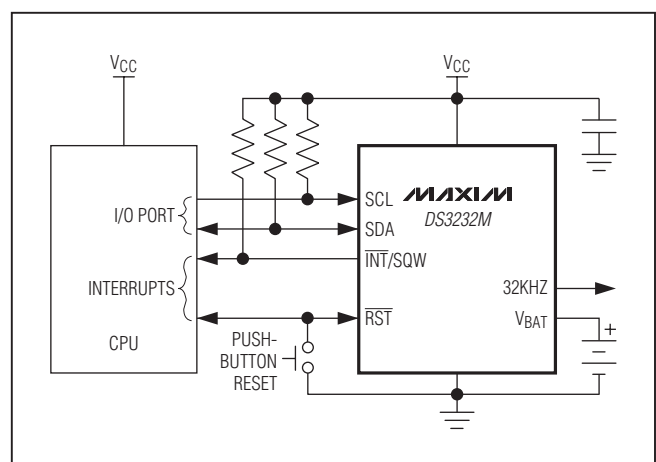 VCC
VCC
I/O PORT
INTERRUPTS
CPU
PUSH-
BUTTON
RESET
SCL
SDA
INT/SQW
RST
MAXIM
DS3232M
32KHZ
VBAT
+